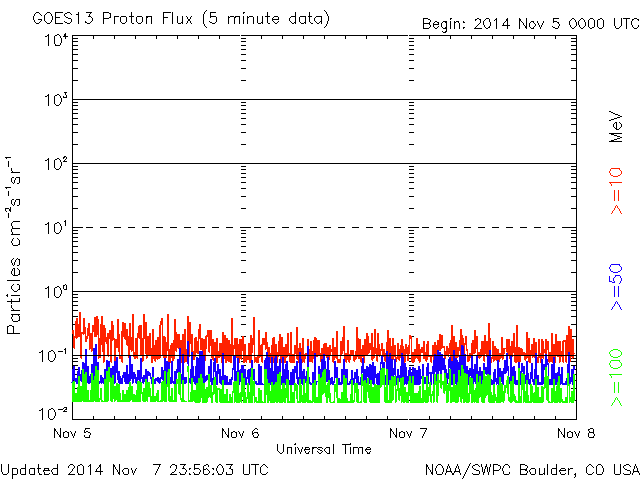 GOES13 Proton Flux (5 minute data)
Begin: 2014 Nov 5 0000 UTC
Particles cm⁻²s⁻¹sr⁻¹
10⁴
10³
10²
10¹
10⁰
10⁻¹
10⁻²
Nov 5
Nov 6
Nov 7
Nov 8
Universal Time
MeV
>=10
>=50
>=100
Updated 2014 Nov 7 23:56:03 UTC
NOAA/SWPC Boulder, CO USA